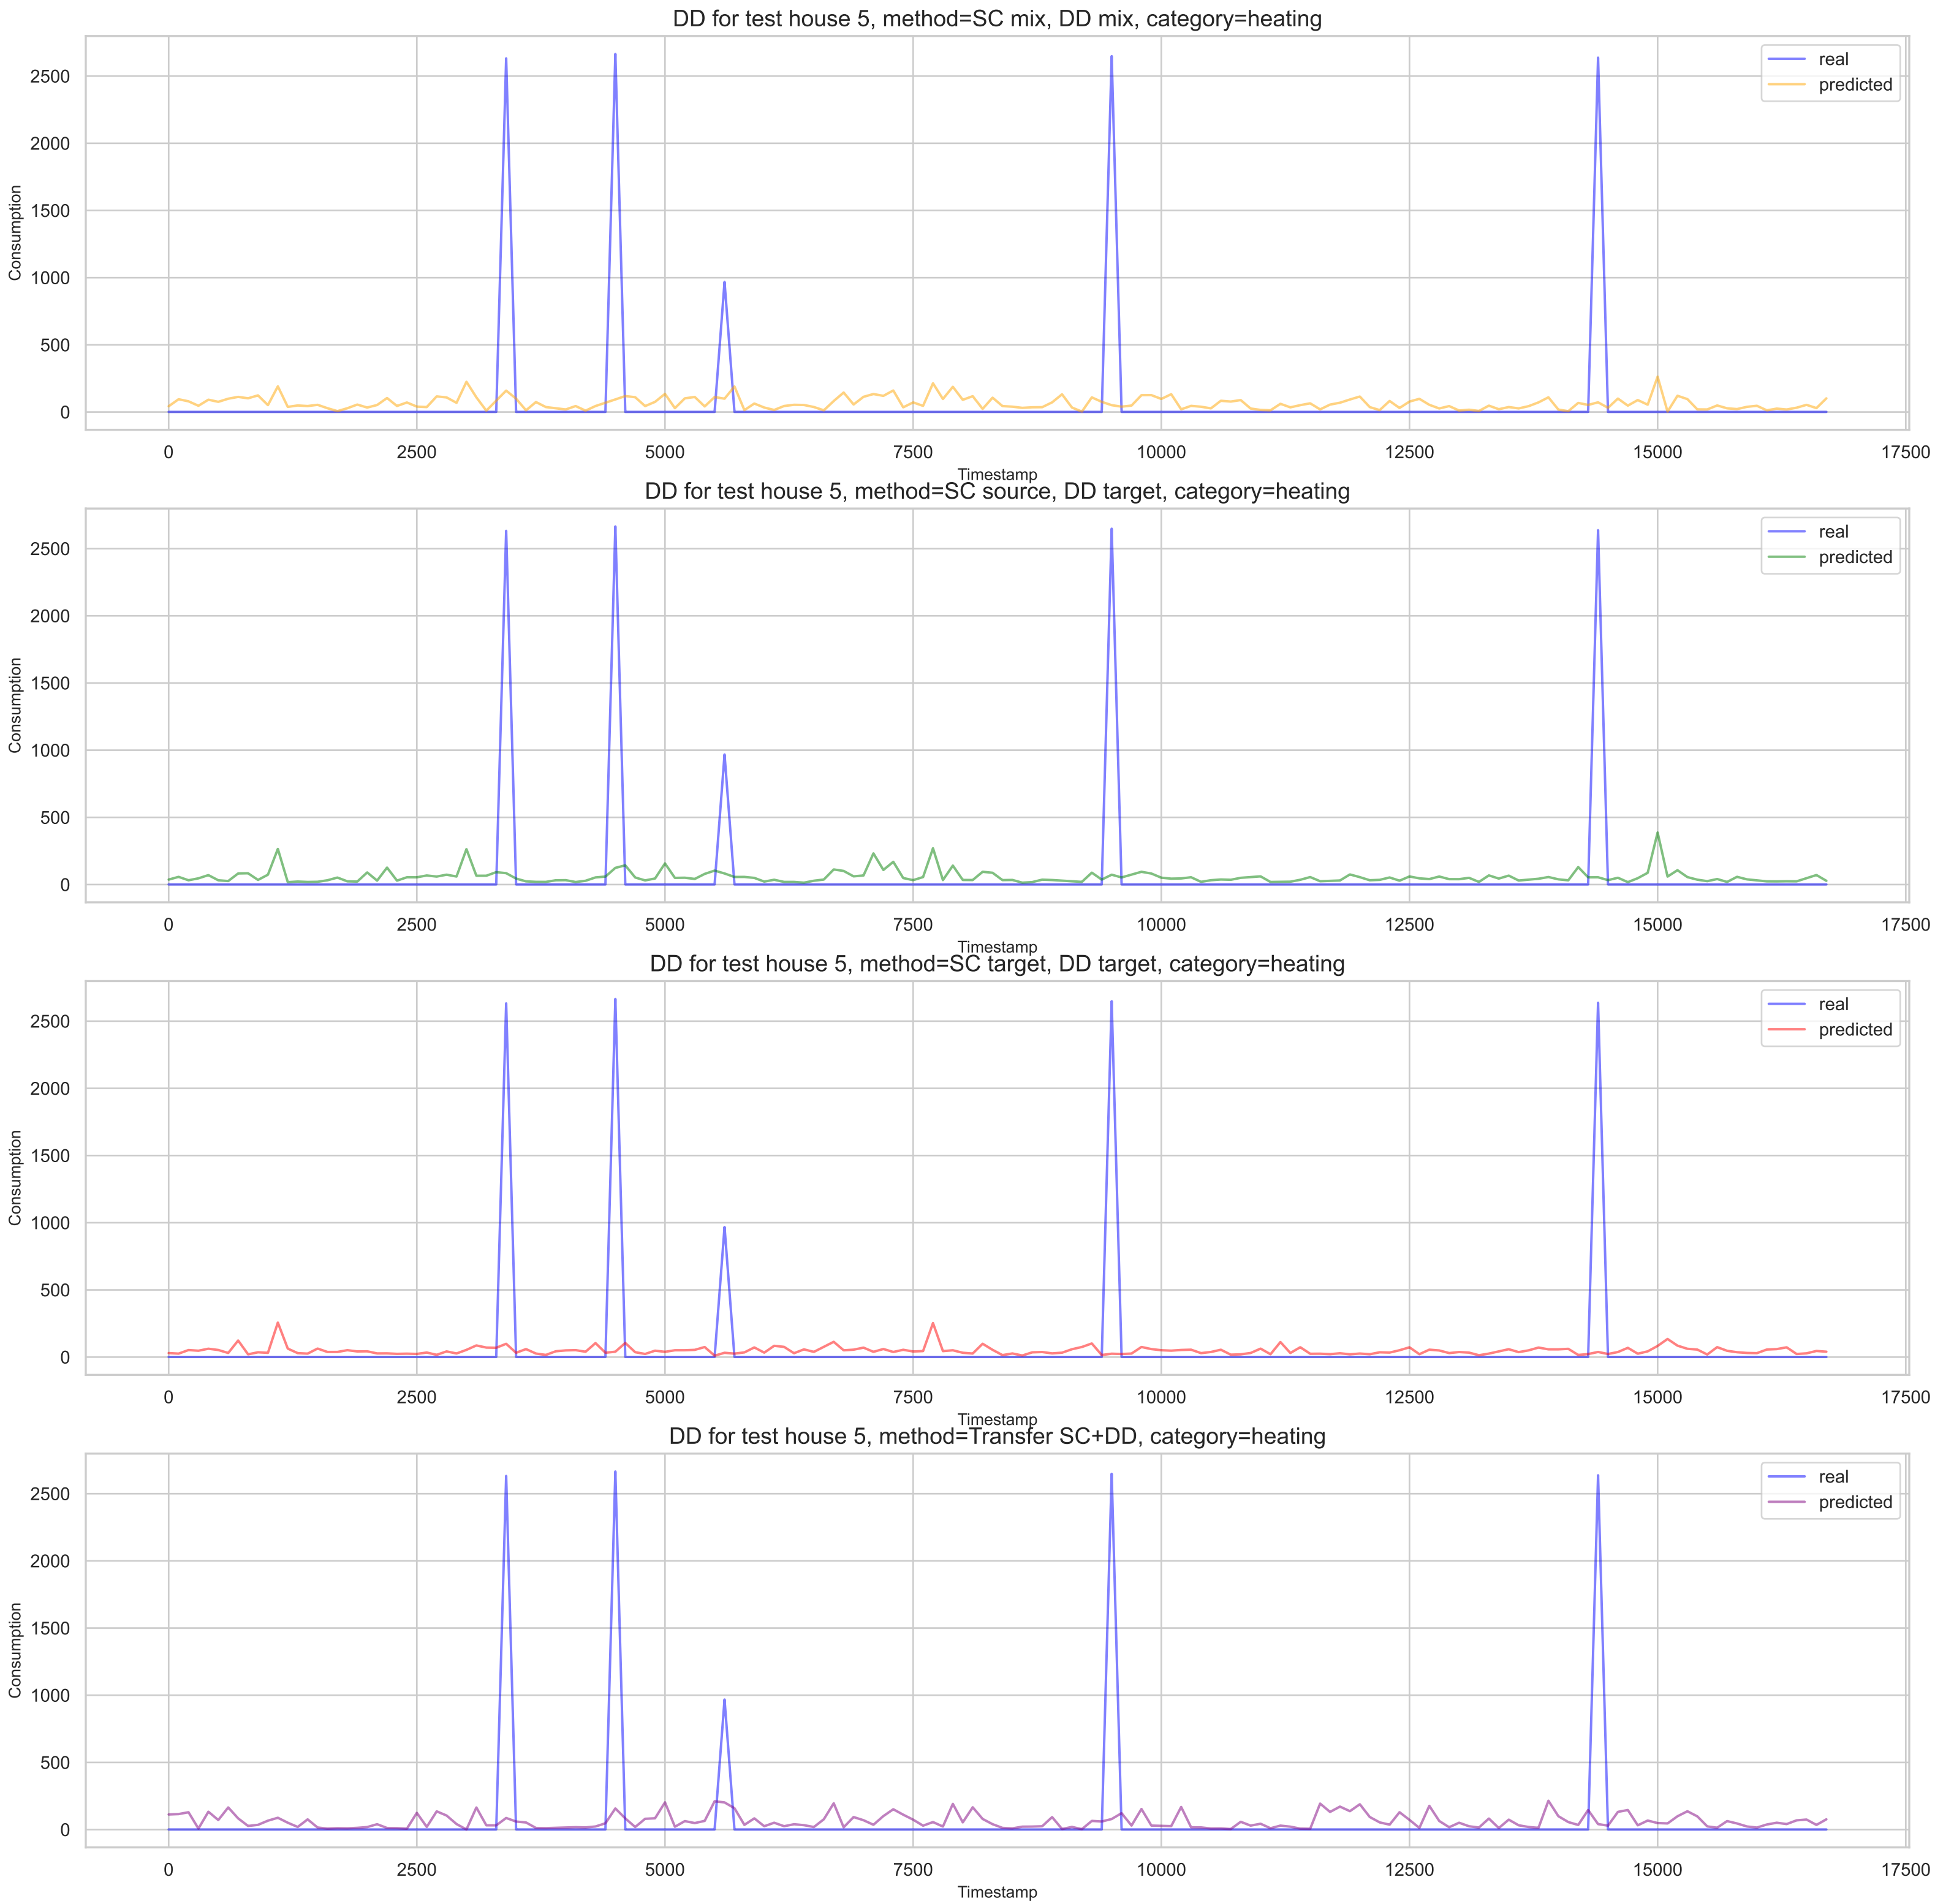 DD for test house 5, method=SC mix, DD mix, category=heating
real
predicted
2500
2000
1500
1000
500
0
Consumption
0 2500 5000 7500 10000 12500 15000 17500
Timestamp
DD for test house 5, method=SC source, DD target, category=heating
real
predicted
2500
2000
1500
1000
500
0
Consumption
0 2500 5000 7500 10000 12500 15000 17500
Timestamp
DD for test house 5, method=SC target, DD target, category=heating
real
predicted
2500
2000
1500
1000
500
0
Consumption
0 2500 5000 7500 10000 12500 15000 17500
Timestamp
DD for test house 5, method=Transfer SC+DD, category=heating
real
predicted
2500
2000
1500
1000
500
0
Consumption
0 2500 5000 7500 10000 12500 15000 17500
Timestamp